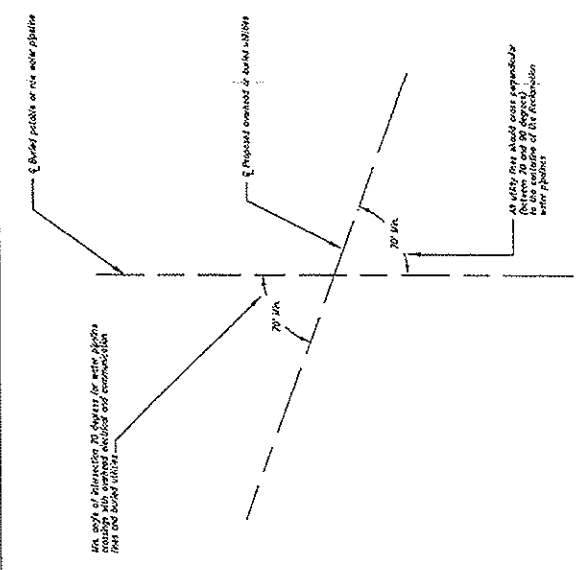 ℄ Buried potable or raw water pipeline
℄ Proposed overhead or buried utilities
Min. angle of intersection 70 degrees for water pipeline
crossings with overhead electrical and communication
lines and buried utilities
70° Min.
70° Min.
All utility lines should cross perpendicular
(between 70 and 90 degrees)
to the centerline of the Reclamation
water pipelines